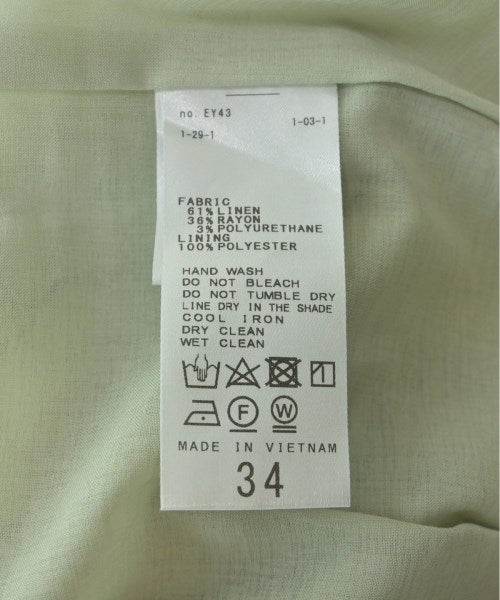 no. EY43
1-03-1
1-29-1
FABRIC
61% LINEN
36% RAYON
3% POLYURETHANE
LINING
100% POLYESTER
HAND WASH
DO NOT BLEACH
DO NOT TUMBLE DRY
LINE DRY IN THE SHADE
COOL IRON
DRY CLEAN
WET CLEAN
F W
MADE IN VIETNAM
34